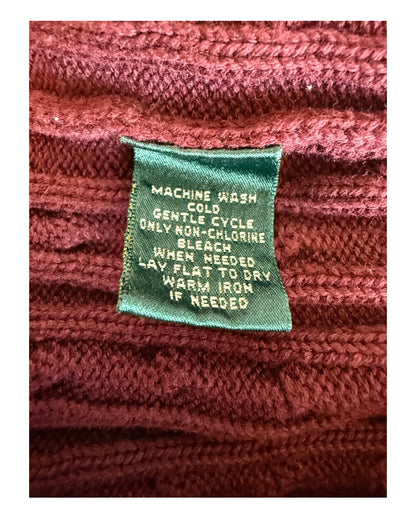 MACHINE WASH
COLD
GENTLE CYCLE
ONLY NON-CHLORINE
BLEACH
WHEN NEEDED
LAY FLAT TO DRY
WARM IRON
IF NEEDED